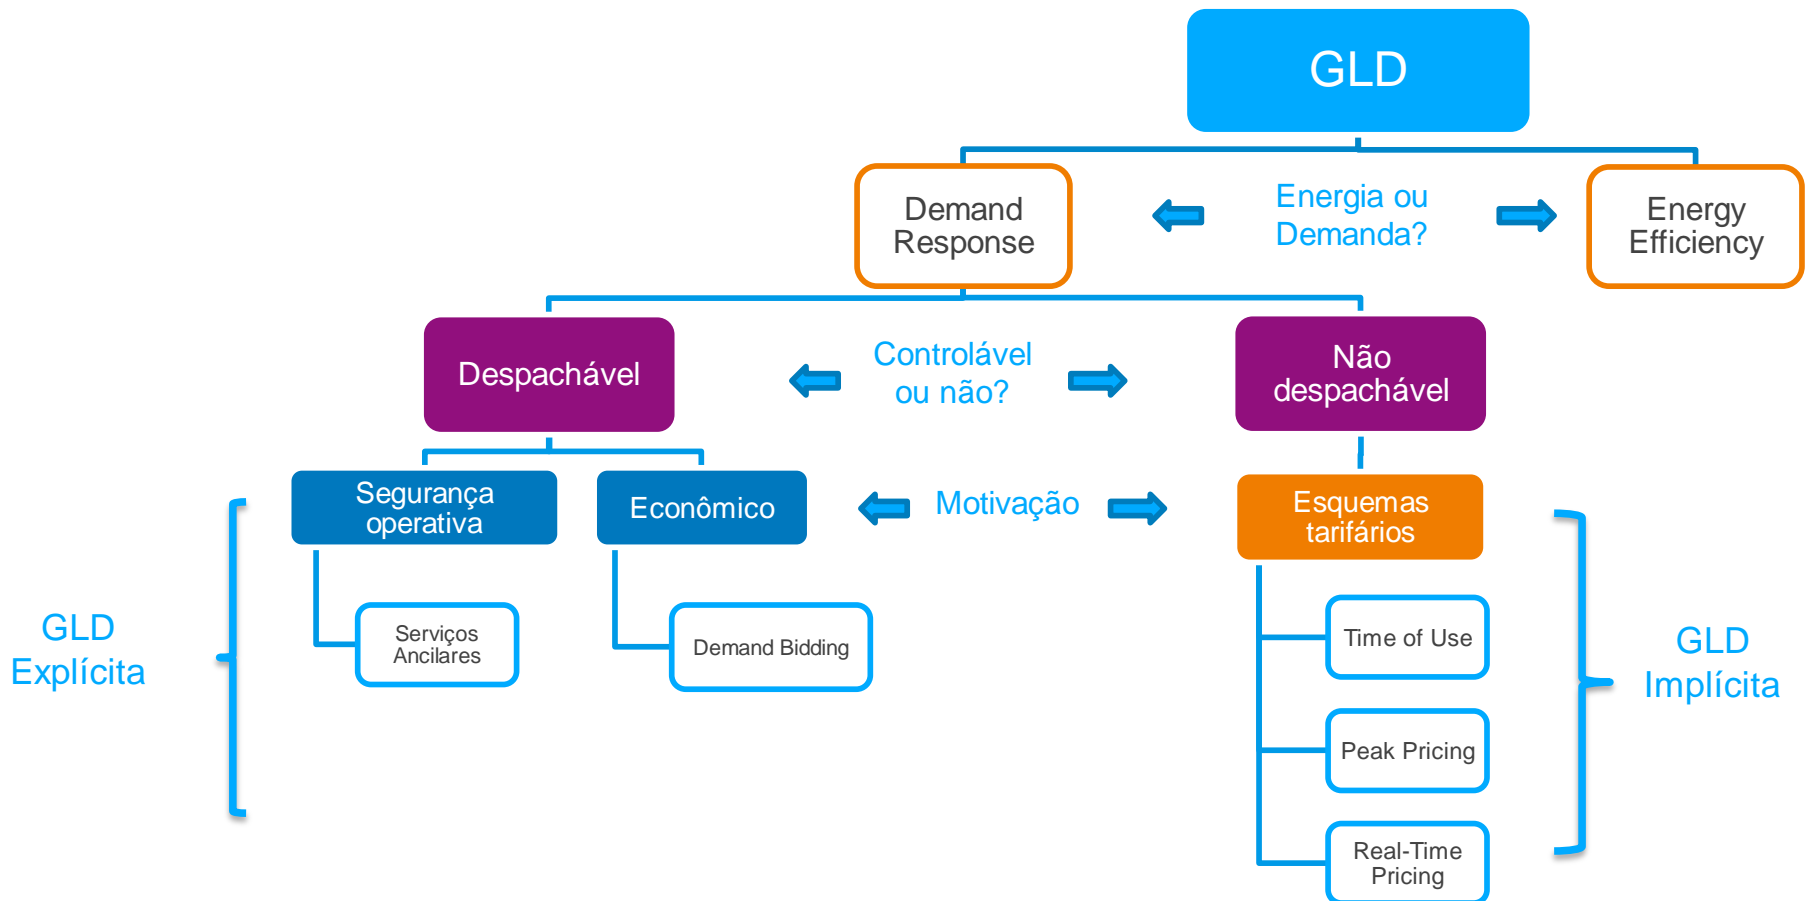 GLD
Demand
Response
Energia ou
Demanda?
Energy
Efficiency
Despachável
Controlável
ou não?
Não
despachável
Segurança
operativa
Econômico
Motivação
Esquemas
tarifários
GLD
Explícita
Serviços
Ancilares
Demand Bidding
Time of Use
GLD
Implícita
Peak Pricing
Real-Time
Pricing